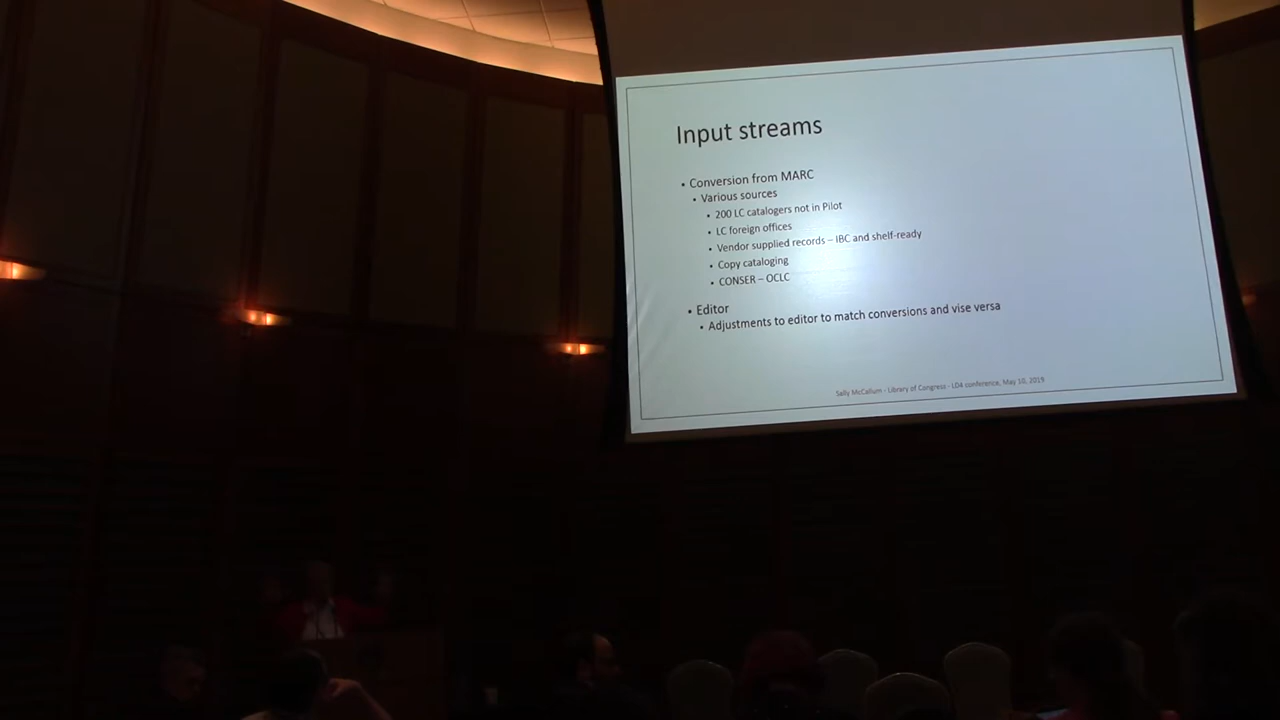 Input streams
• Conversion from MARC
• Various sources
• 200 LC catalogers not in Pilot
• LC foreign offices
• Vendor supplied records – IBC and shelf-ready
• Copy cataloging
• CONSER – OCLC
• Editor
• Adjustments to editor to match conversions and vise versa
Sally McCallum - Library of Congress - LD4 conference, May 10, 2019